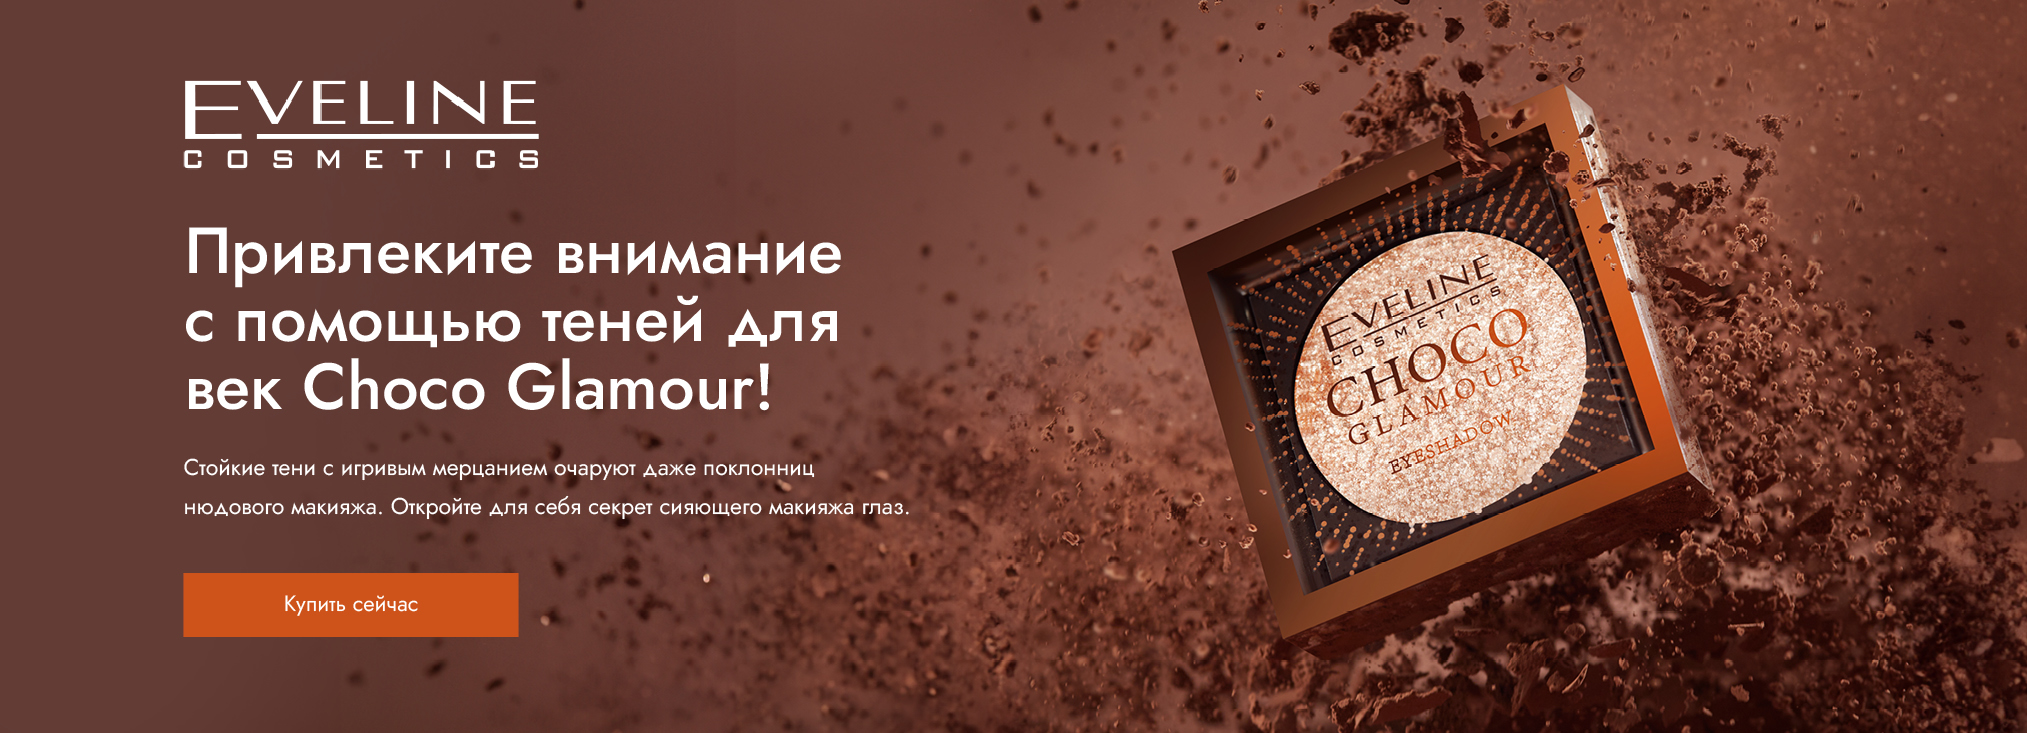 EVELINE
COSMETICS
Привлеките внимание
с помощью теней для
век Choco Glamour!
Стойкие тени с игривым мерцанием очаруют даже поклонниц
нюдового макияжа. Откройте для себя секрет сияющего макияжа глаз.
Купить сейчас
EVELINE
COSMETICS
CHOCO
GLAMOUR
EYESHADOW